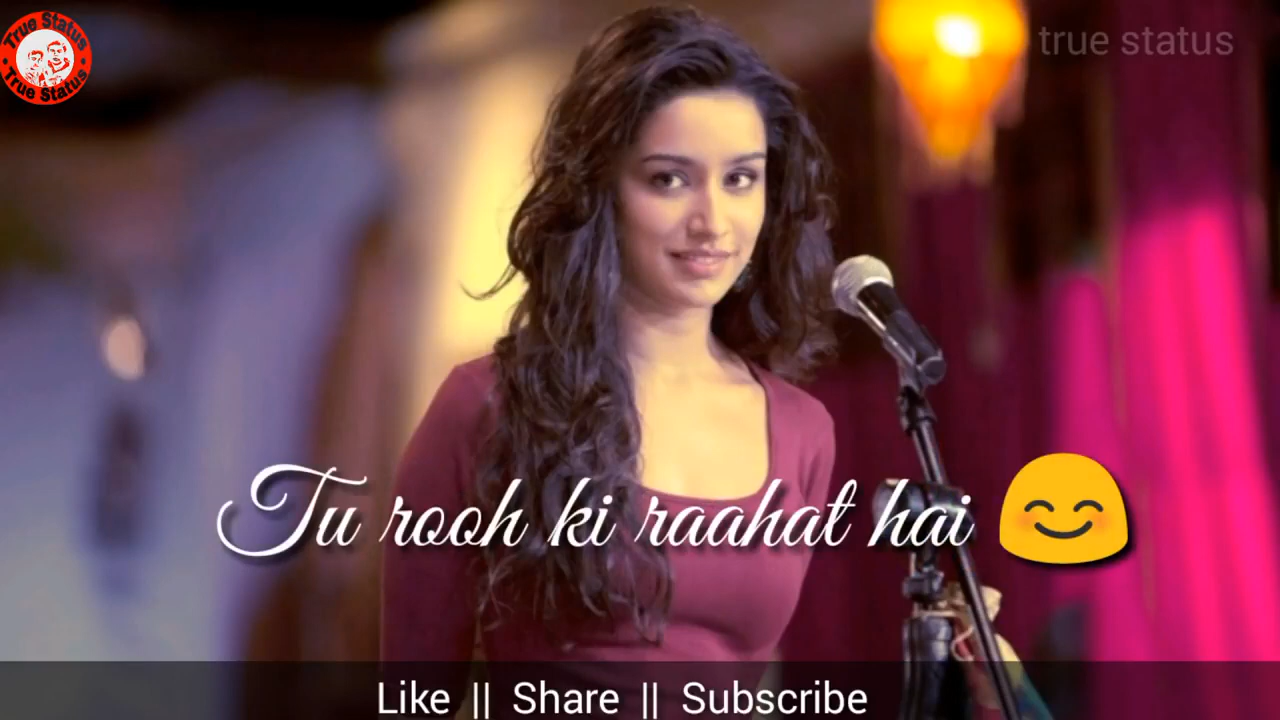 True Status
True Status
true status
Tu rooh ki raahat hai 😊
Like || Share || Subscribe